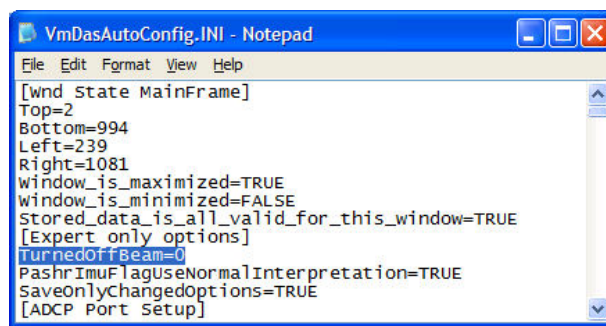 VmDasAutoConfig.INI - Notepad
File Edit Format View Help
[Wnd State MainFrame]
Top=2
Bottom=994
Left=239
Right=1081
Window_is_maximized=TRUE
Window_is_minimized=FALSE
Stored_data_is_all_valid_for_this_window=TRUE
[Expert only options]
TurnedOffBeam=0
PashrImuFlagUseNormalInterpretation=TRUE
SaveOnlyChangedOptions=TRUE
[ADCP Port Setup]